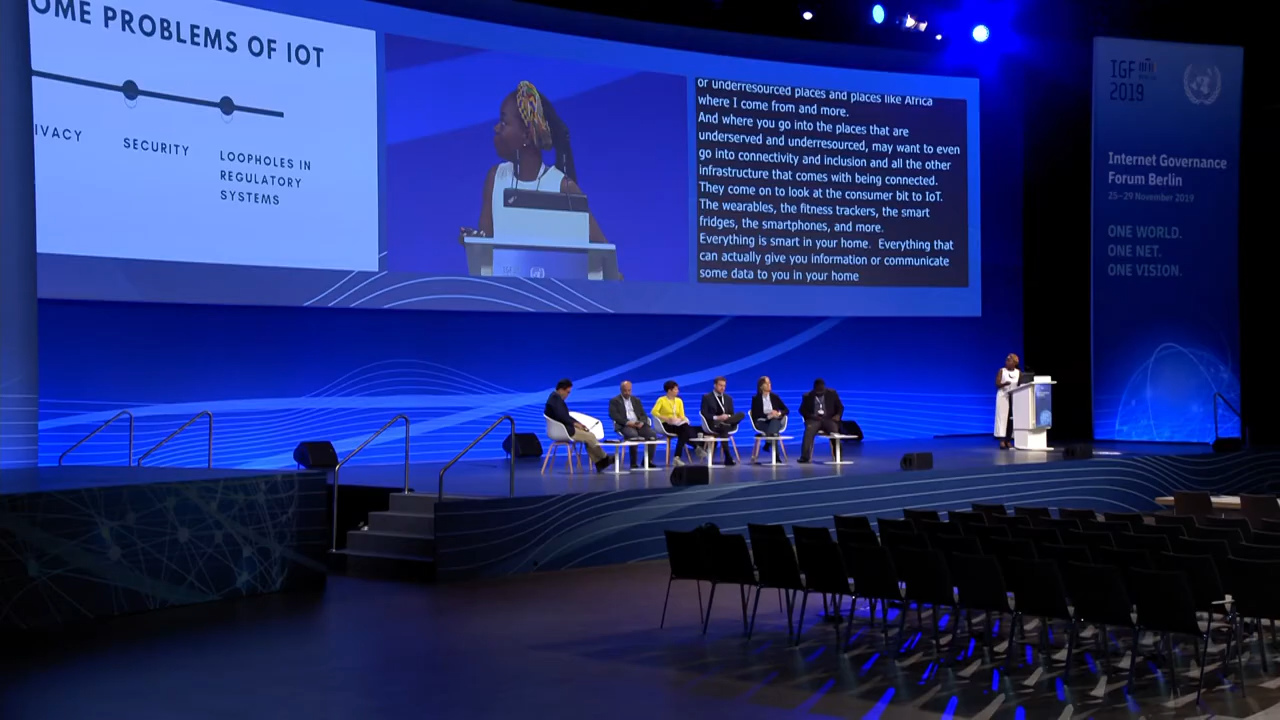 OME PROBLEMS OF IOT
IVACY
SECURITY
LOOPHOLES IN
REGULATORY
SYSTEMS
or underresourced places and places like Africa
where I come from and more.
And where you go into the places that are
underserved and underresourced, may want to even
go into connectivity and inclusion and all the other
infrastructure that comes with being connected.
They come on to look at the consumer bit to IoT.
The wearables, the fitness trackers, the smart
fridges, the smartphones, and more.
Everything is smart in your home.  Everything that
can actually give you information or communicate
some data to you in your home
IGF
2019
Internet Governance
Forum Berlin
25–29 November 2019
ONE WORLD.
ONE NET.
ONE VISION.